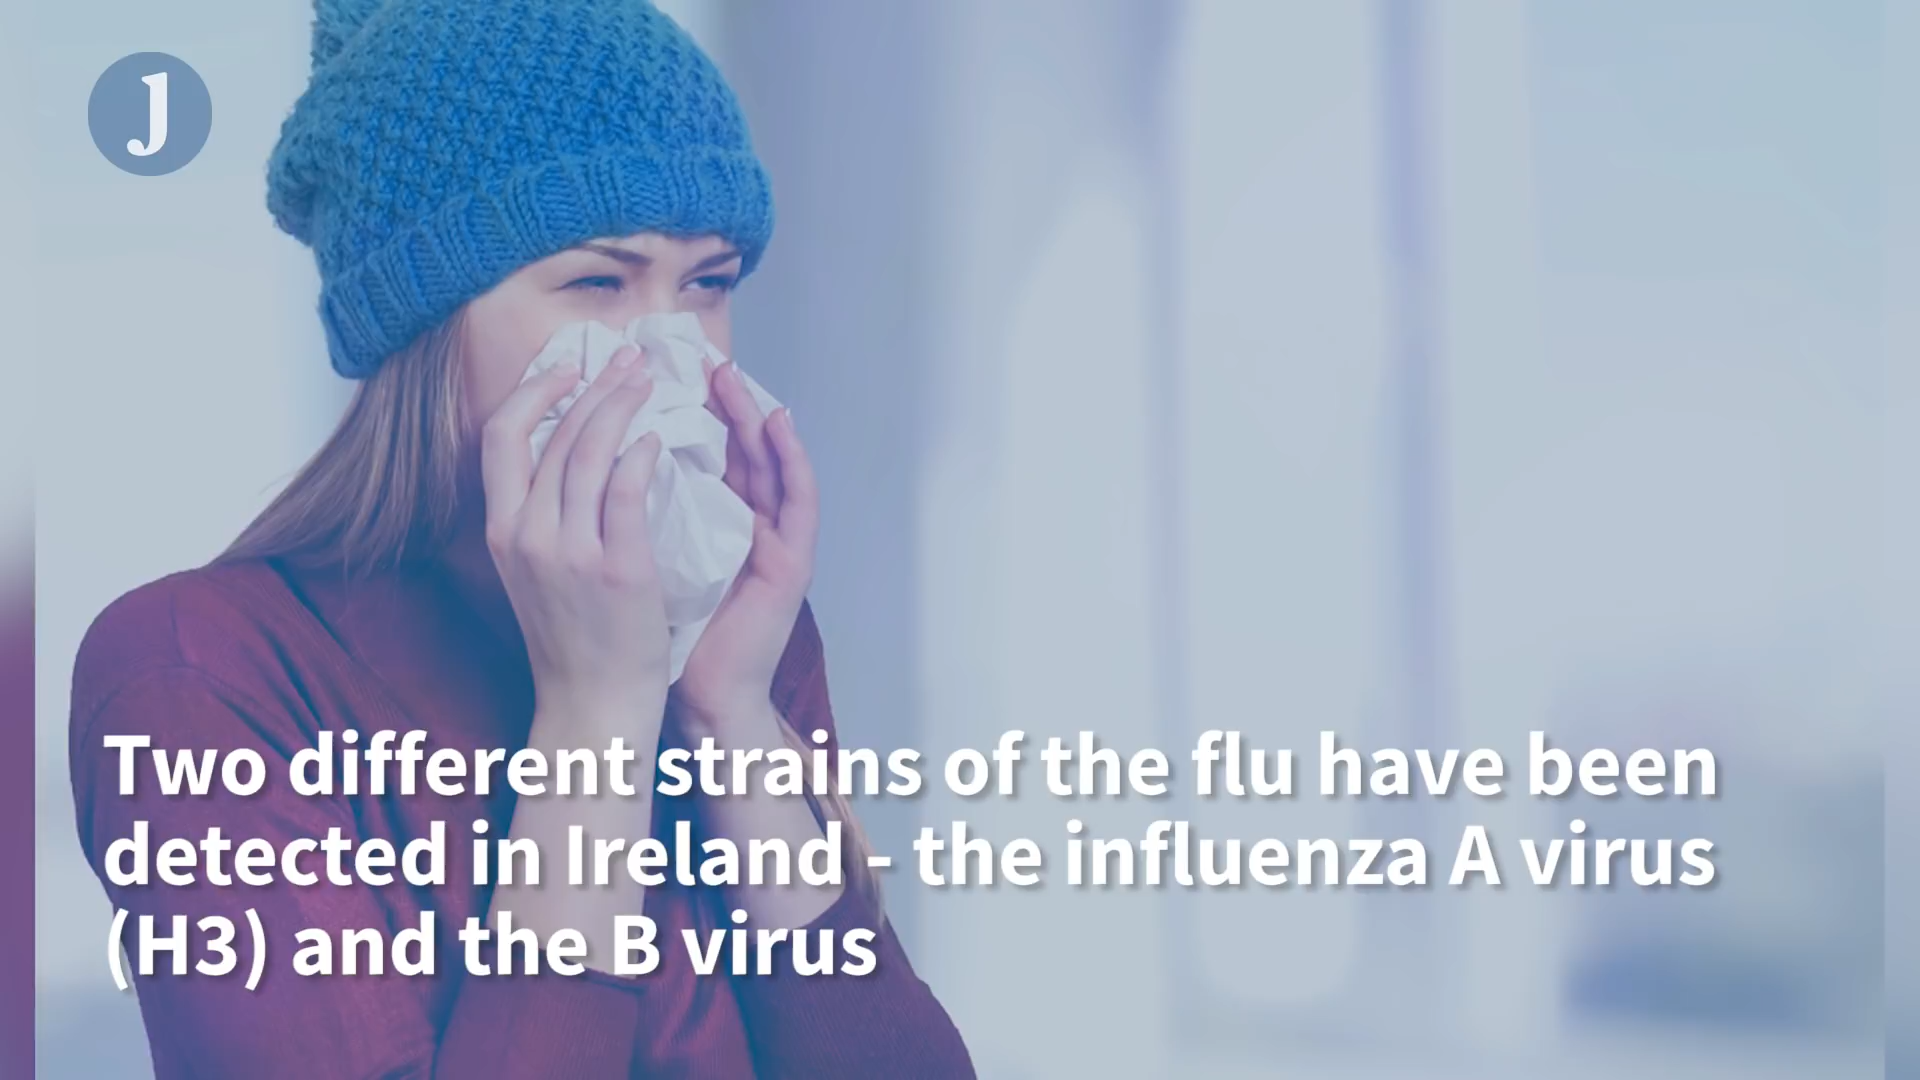 J
Two different strains of the flu have been
detected in Ireland - the influenza A virus
(H3) and the B virus